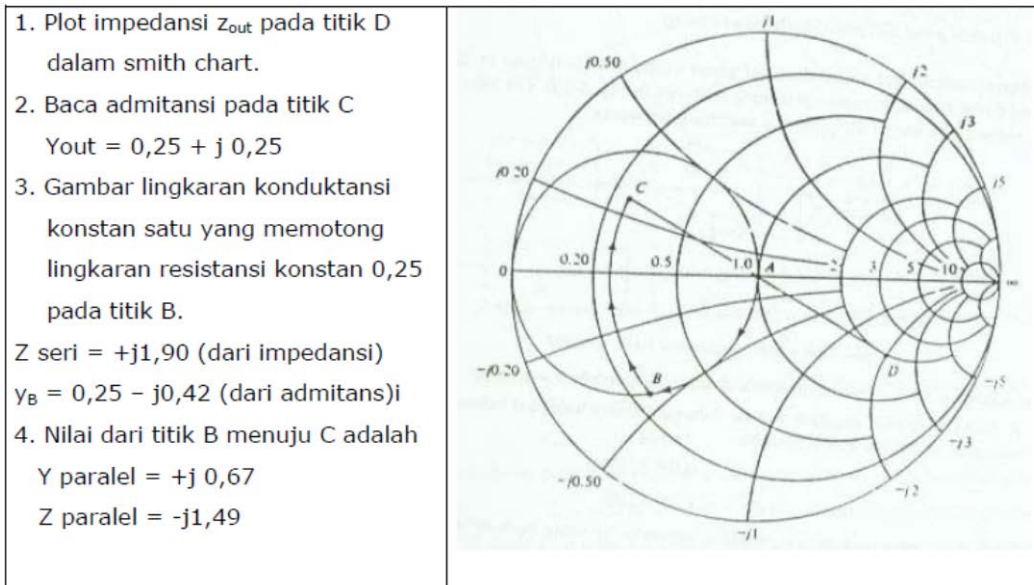 1. Plot impedansi zout pada titik D
dalam smith chart.
2. Baca admitansi pada titik C
Yout = 0,25 + j 0,25
3. Gambar lingkaran konduktansi
konstan satu yang memotong
lingkaran resistansi konstan 0,25
pada titik B.
Z seri = +j1,90 (dari impedansi)
yB = 0,25 – j0,42 (dari admitans)i
4. Nilai dari titik B menuju C adalah
Y paralel = +j 0,67
Z paralel = -j1,49
j1
j0.50
j2
j3
j0 20
j5
C
0
0.20
0.5
1.0
A
2
3
5
10
∞
-j0.20
B
D
-j5
-j3
-j0.50
-j2
-j1